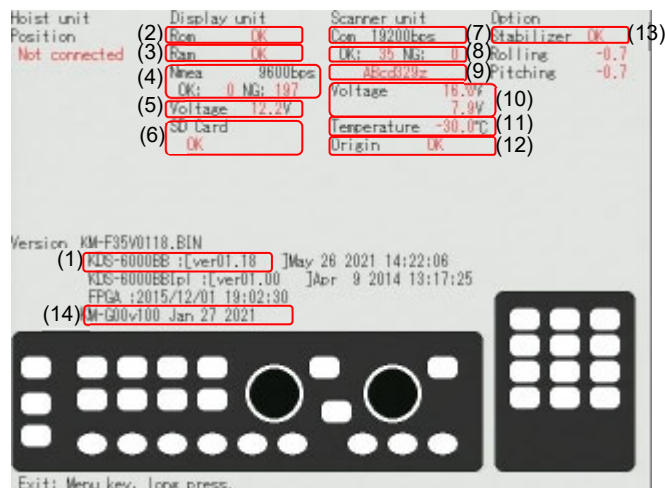 Hoist unit Display unit Scanner unit Option
Position (2) Rom OK Com 19200bps (7) Stabilizer OK (13)
Not connected (3) Ram OK OK: 35 NG: 0 (8) Rolling -0.7
(4) Nmea 9600bps ABcd329z (9) Pitching -0.7
OK: 0 NG: 197 Voltage 16.0V (10)
(5) Voltage 12.2V 7.9V
(6) SD Card Temperature -30.0℃ (11)
OK Origin OK (12)
Version KM-F35V0118.BIN
(1) KDS-6000BB :[ver01.18 ]May 26 2021 14:22:06
KDS-6000BBIpl :[ver01.00 ]Apr 9 2014 13:17:25
FPGA :2015/12/01 19:02:30
(14) KM-G00v100 Jan 27 2021
Exit: Menu key, long press.